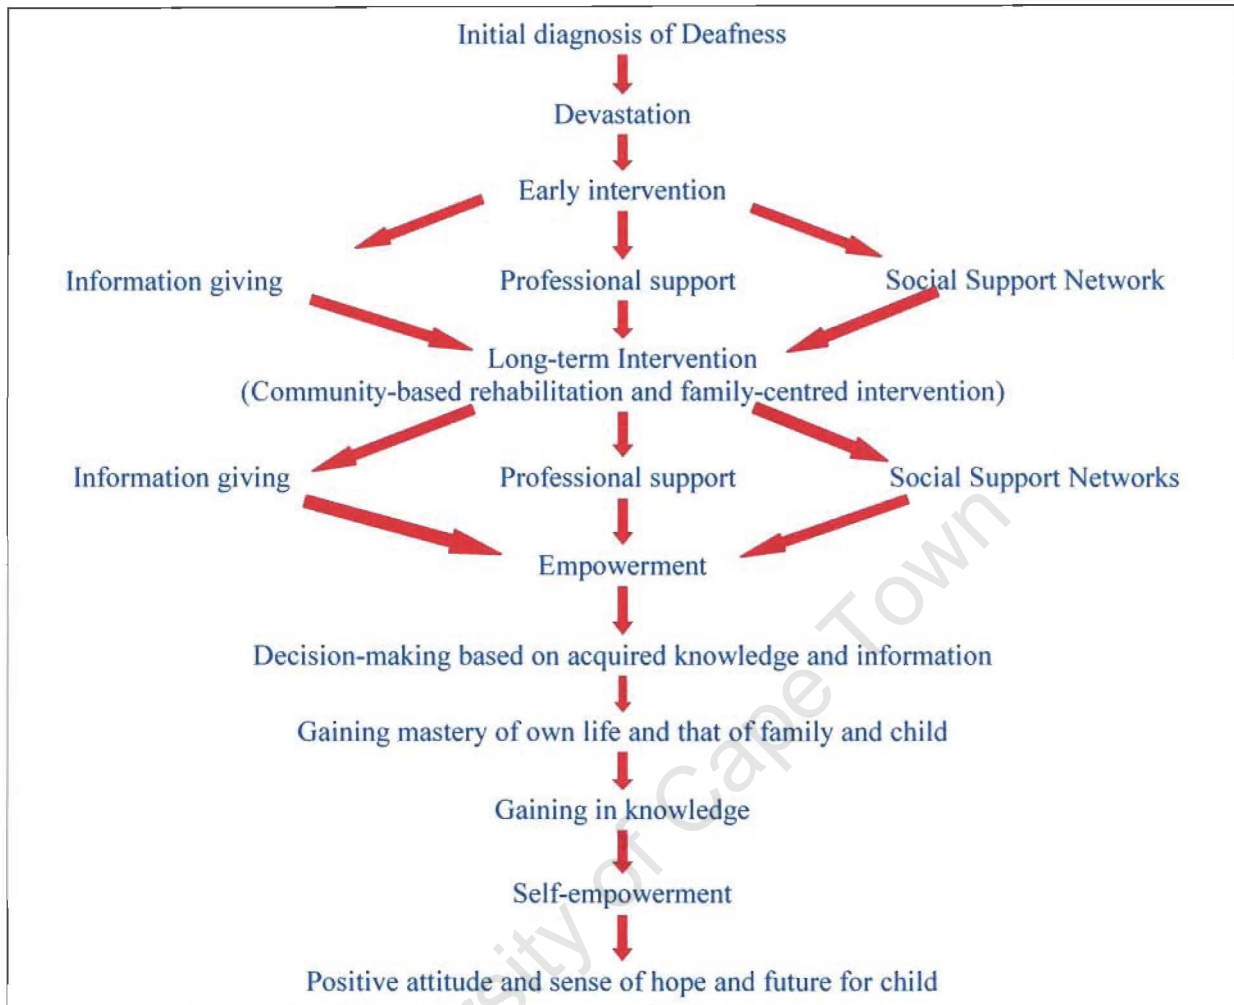 Initial diagnosis of Deafness
Devastation
Early intervention
Information giving
Professional support
Social Support Network
Long-term Intervention
(Community-based rehabilitation and family-centred intervention)
Information giving
Professional support
Social Support Networks
Empowerment
Decision-making based on acquired knowledge and information
Gaining mastery of own life and that of family and child
Gaining in knowledge
Self-empowerment
Positive attitude and sense of hope and future for child
rsity of Cape Town